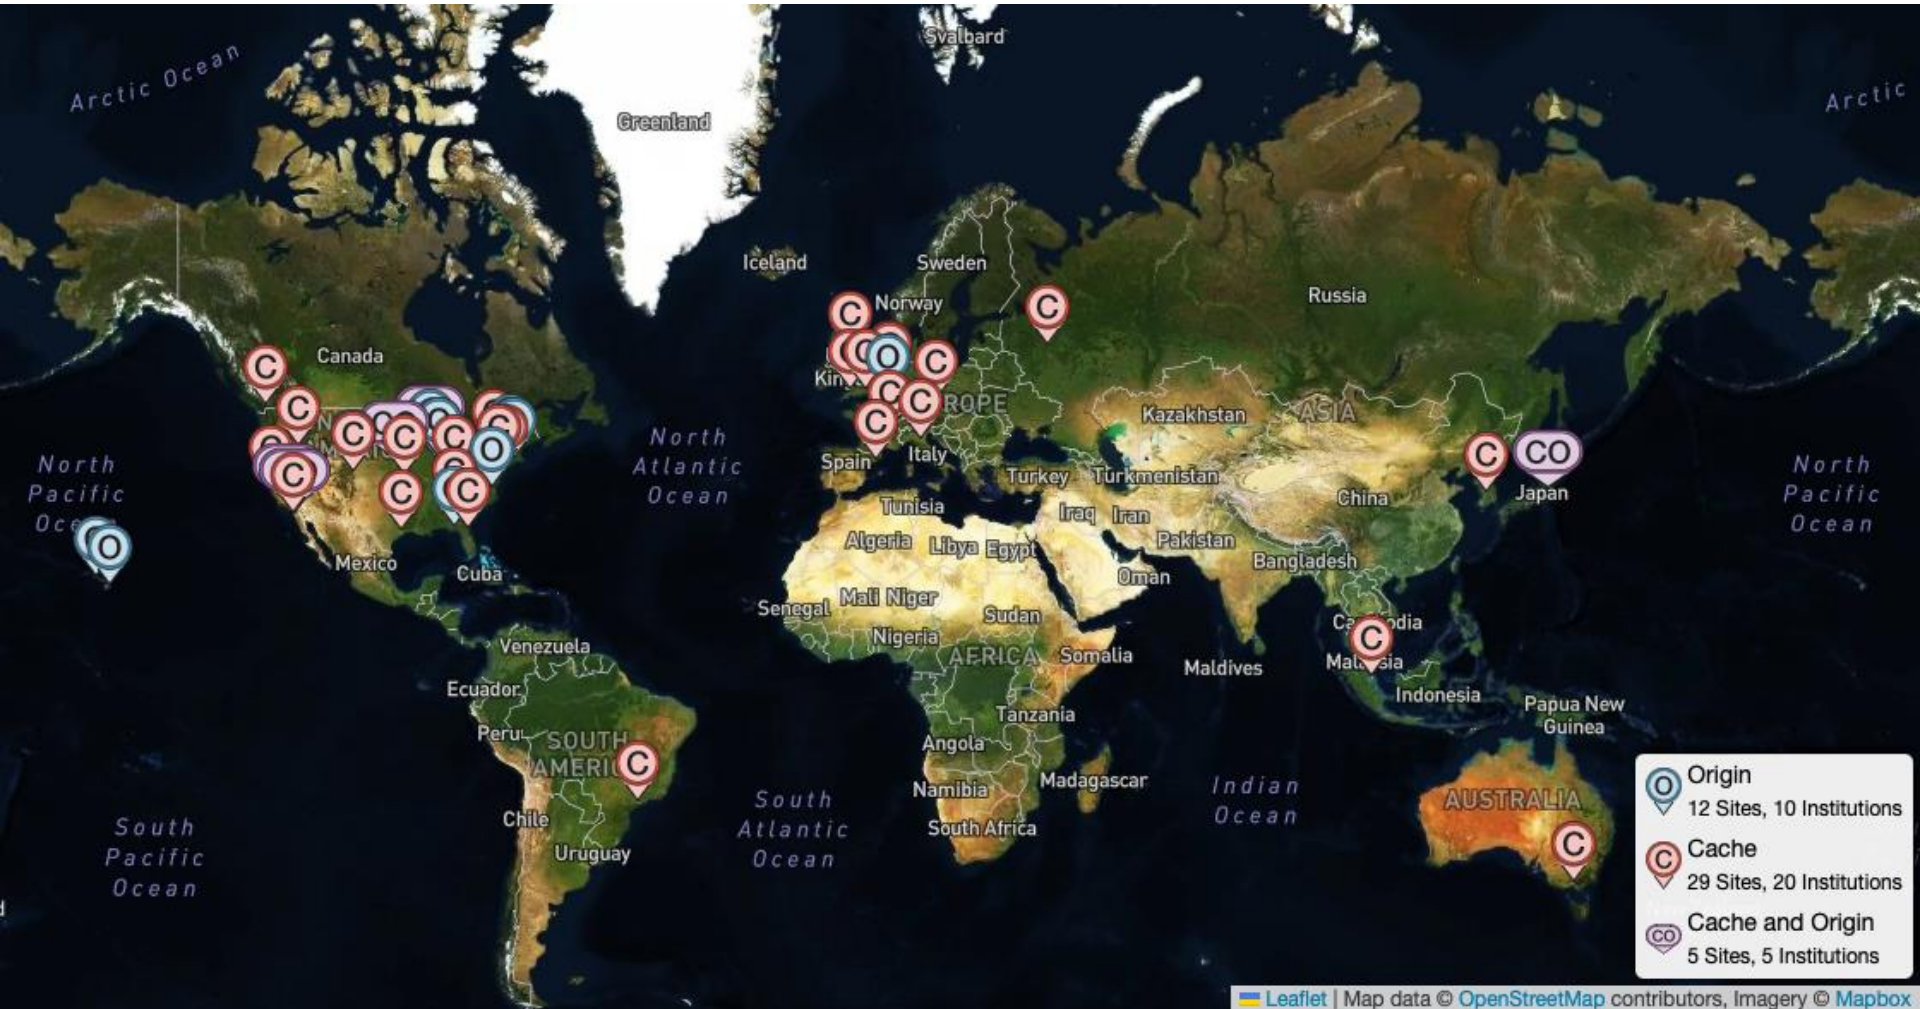 Svalbard
Arctic Ocean
Arctic
Greenland
Iceland
Sweden
Norway
Russia
Canada
North
Atlantic
Ocean
Kazakhstan
ASIA
Spain
Italy
Turkey
Turkmenistan
North
Pacific
China
Japan
North
Pacific
Ocean
Tunisia
Iraq
Iran
Algeria
Libya
Egypt
Pakistan
Bangladesh
Mexico
Cuba
Oman
Senegal
Mali
Niger
Sudan
Nigeria
AFRICA
Somalia
Venezuela
Maldives
Ecuador
Indonesia
Papua New
Guinea
Tanzania
Peru
SOUTH
Angola
Madagascar
Namibia
Indian
Ocean
AUSTRALIA
South
Atlantic
Ocean
Chile
South Africa
South
Pacific
Ocean
Uruguay
C
C
C
C
C
C
C
C
C
C
O
O
O
C
C
C
C
C
C
CO
C
C
C
O Origin
12 Sites, 10 Institutions
C Cache
29 Sites, 20 Institutions
CO Cache and Origin
5 Sites, 5 Institutions
Leaflet | Map data © OpenStreetMap contributors, Imagery © Mapbox